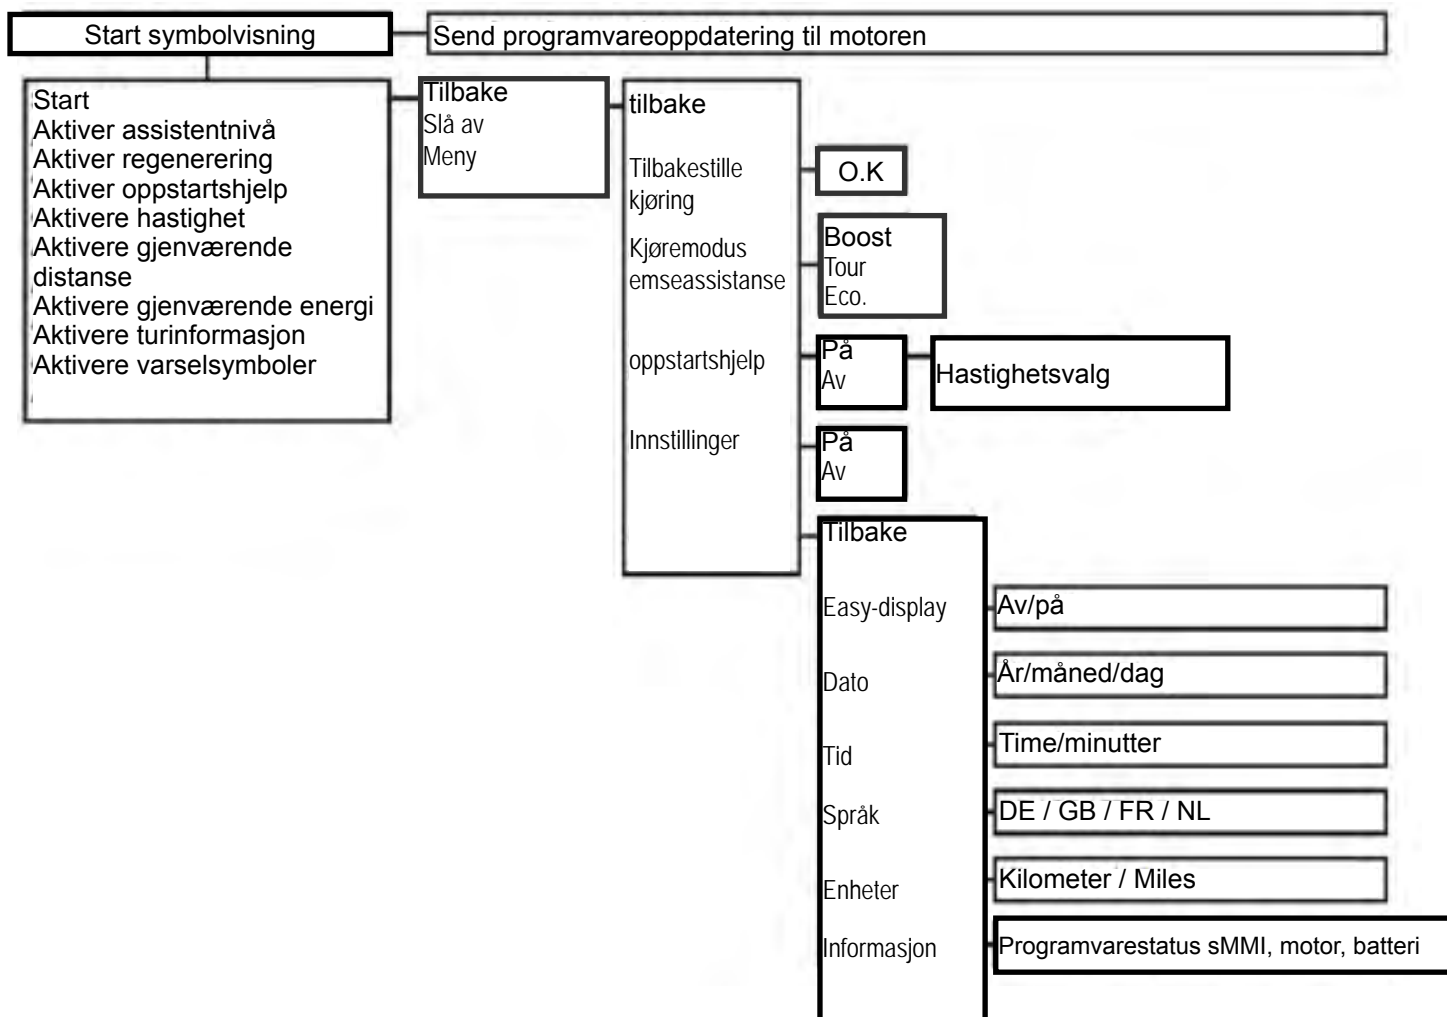 Start symbolvisning
Send programvareoppdatering til motoren
Start
Aktiver assistentnivå
Aktiver regenerering
Aktiver oppstartshjelp
Aktivere hastighet
Aktivere gjenværende
distanse
Aktivere gjenværende energi
Aktivere turinformasjon
Aktivere varselsymboler
Tilbake
Slå av
Meny
tilbake
Tilbakestille
kjøring
Kjøremodus
emseassistanse
oppstartshjelp
Innstillinger
O.K
Boost
Tour
Eco.
På
Av
Hastighetsvalg
På
Av
Tilbake
Easy-display
Av/på
Dato
År/måned/dag
Tid
Time/minutter
Språk
DE / GB / FR / NL
Enheter
Kilometer / Miles
Informasjon
Programvarestatus sMMI, motor, batteri